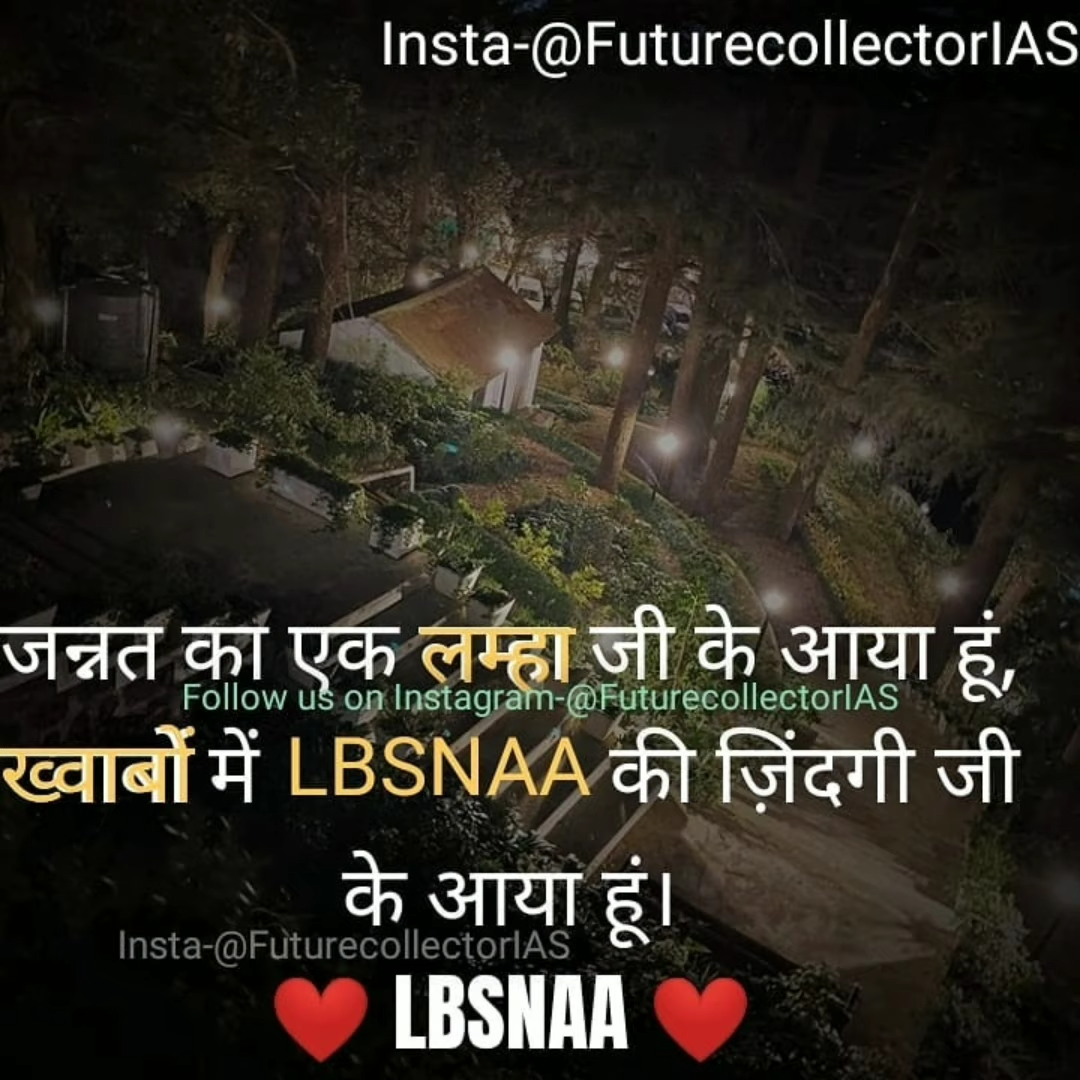 Insta-@FuturecollectorIAS
जन्नत का एक लम्हा जी के आया हूं,
Follow us on Instagram-@FuturecollectorIAS
ख्वाबों में LBSNAA की ज़िंदगी जी
के आया हूं।
Insta-@FuturecollectorIAS
❤️ LBSNAA ❤️